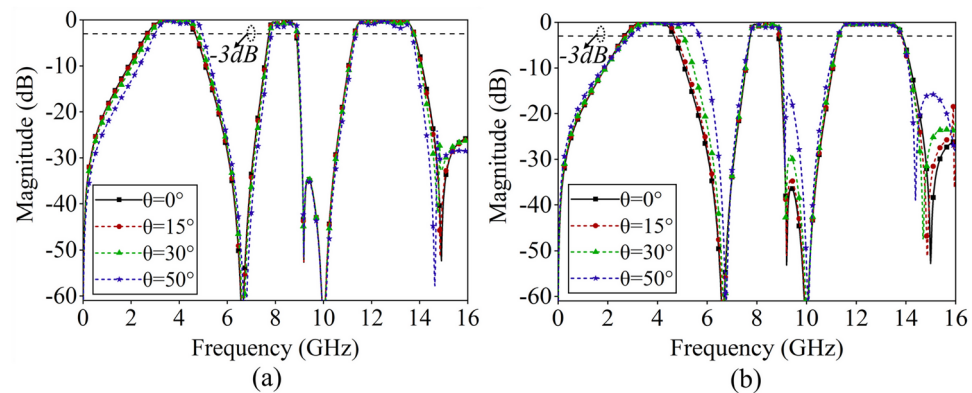 0
-10
-20
-30
-40
-50
-60
Magnitude (dB)
-3dB
θ=0°
θ=15°
θ=30°
θ=50°
0 2 4 6 8 10 12 14 16
Frequency (GHz)
(a)
0
-10
-20
-30
-40
-50
-60
Magnitude (dB)
-3dB
θ=0°
θ=15°
θ=30°
θ=50°
0 2 4 6 8 10 12 14 16
Frequency (GHz)
(b)